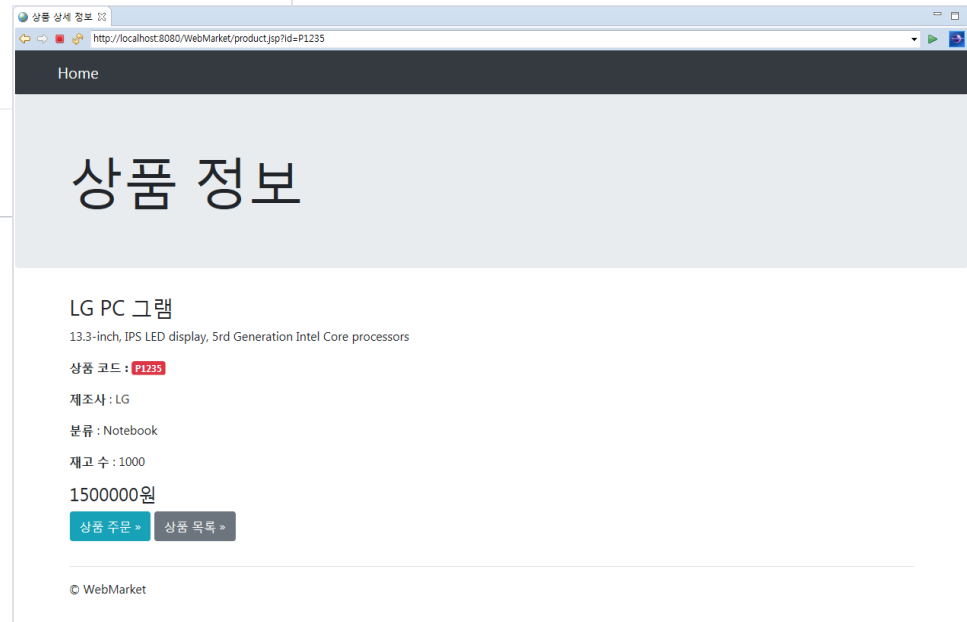 상품 상세 정보
http://localhost:8080/WebMarket/product.jsp?id=P1235
Home
상품 정보
LG PC 그램
13.3-inch, IPS LED display, 5rd Generation Intel Core processors
상품 코드 : P1235
제조사 : LG
분류 : Notebook
재고 수 : 1000
1500000원
상품 주문 » 상품 목록 »
© WebMarket